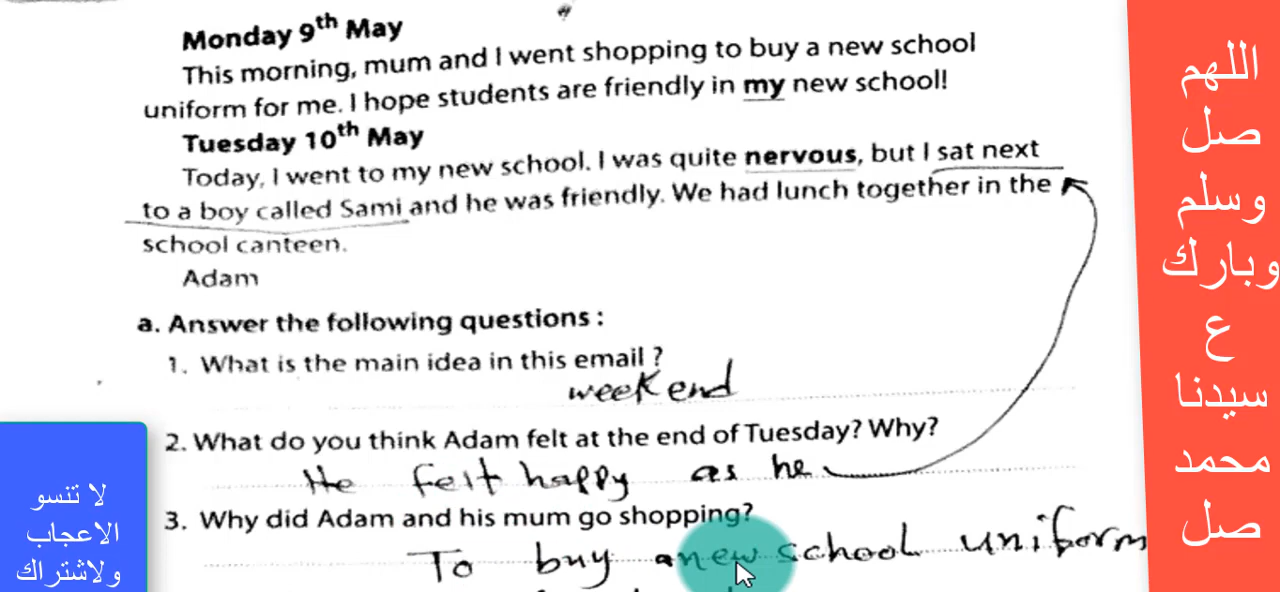 Monday 9th May
This morning, mum and I went shopping to buy a new school
uniform for me. I hope students are friendly in my new school!
Tuesday 10th May
Today, I went to my new school. I was quite nervous, but I sat next
to a boy called Sami and he was friendly. We had lunch together in the
school canteen.
Adam
a. Answer the following questions :
1. What is the main idea in this email ?
weekend
2. What do you think Adam felt at the end of Tuesday? Why?
He felt happy as he
3. Why did Adam and his mum go shopping?
To buy a new school uniform
اللهم
صل
وسلم
وبارك
ع
سيدنا
محمد
صل
لا تنسو
الاعجاب
ولاشتراك